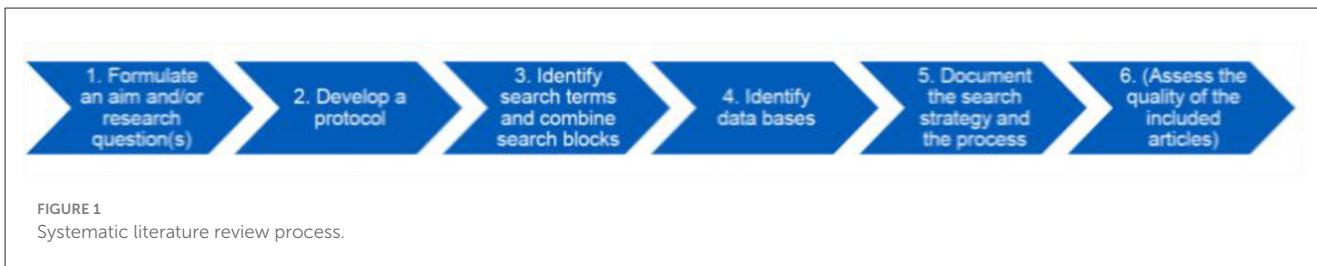 1. Formulate
an aim and/or
research
question(s)
2. Develop a
protocol
3. Identify
search terms
and combine
search blocks
4. Identify
data bases
5. Document
the search
strategy and
the process
6. (Assess the
quality of the
included
articles)
FIGURE 1
Systematic literature review process.